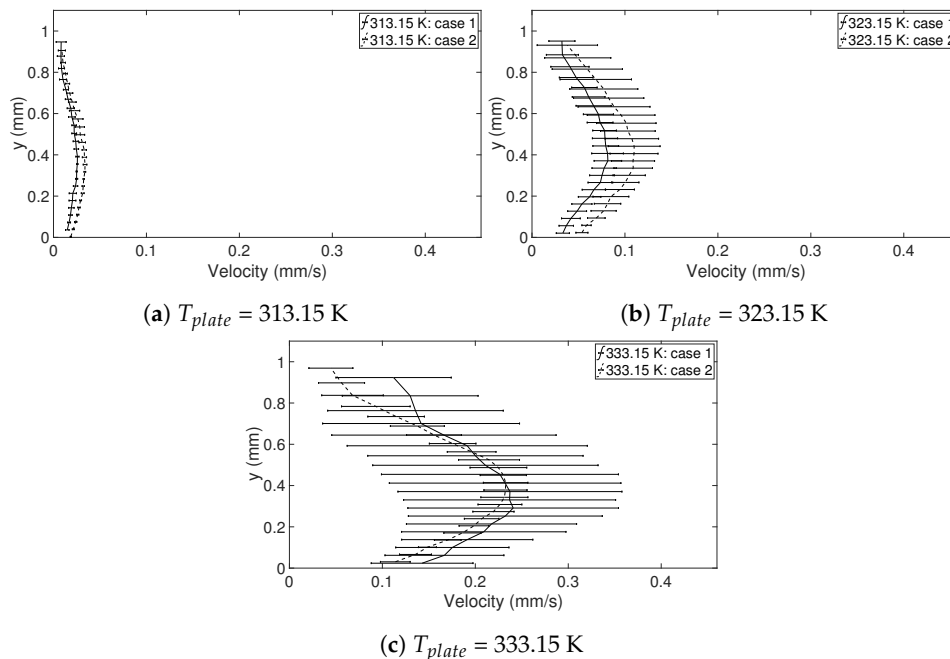 313.15 K: case 1
313.15 K: case 2
1
0.8
0.6
0.4
0.2
0
y (mm)
0 0.1 0.2 0.3 0.4
Velocity (mm/s)
(a) T_plate = 313.15 K
323.15 K: case 1
323.15 K: case 2
1
0.8
0.6
0.4
0.2
0
y (mm)
0 0.1 0.2 0.3 0.4
Velocity (mm/s)
(b) T_plate = 323.15 K
333.15 K: case 1
333.15 K: case 2
1
0.8
0.6
0.4
0.2
0
y (mm)
0 0.1 0.2 0.3 0.4
Velocity (mm/s)
(c) T_plate = 333.15 K